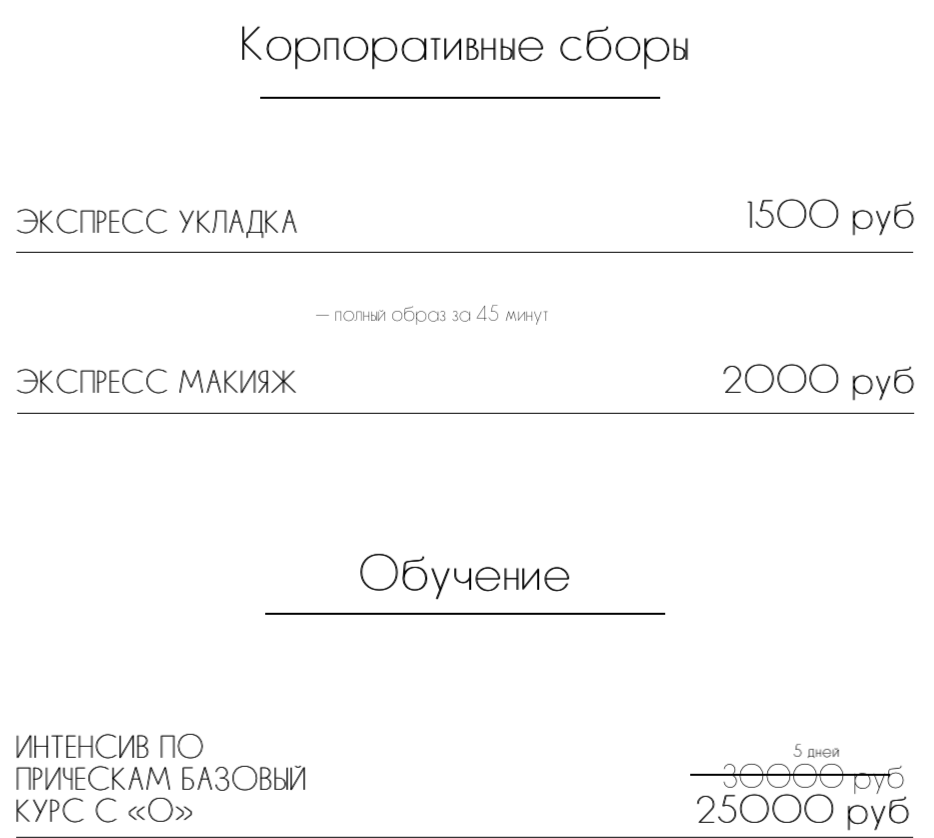 Корпоративные сборы
ЭКСПРЕСС УКЛАДКА
1500 руб
— полный образ за 45 минут
ЭКСПРЕСС МАКИЯЖ
2000 руб
Обучение
ИНТЕНСИВ ПО
ПРИЧЕСКАМ БАЗОВЫЙ
КУРС С «О»
5 дней
30000 руб
25000 руб